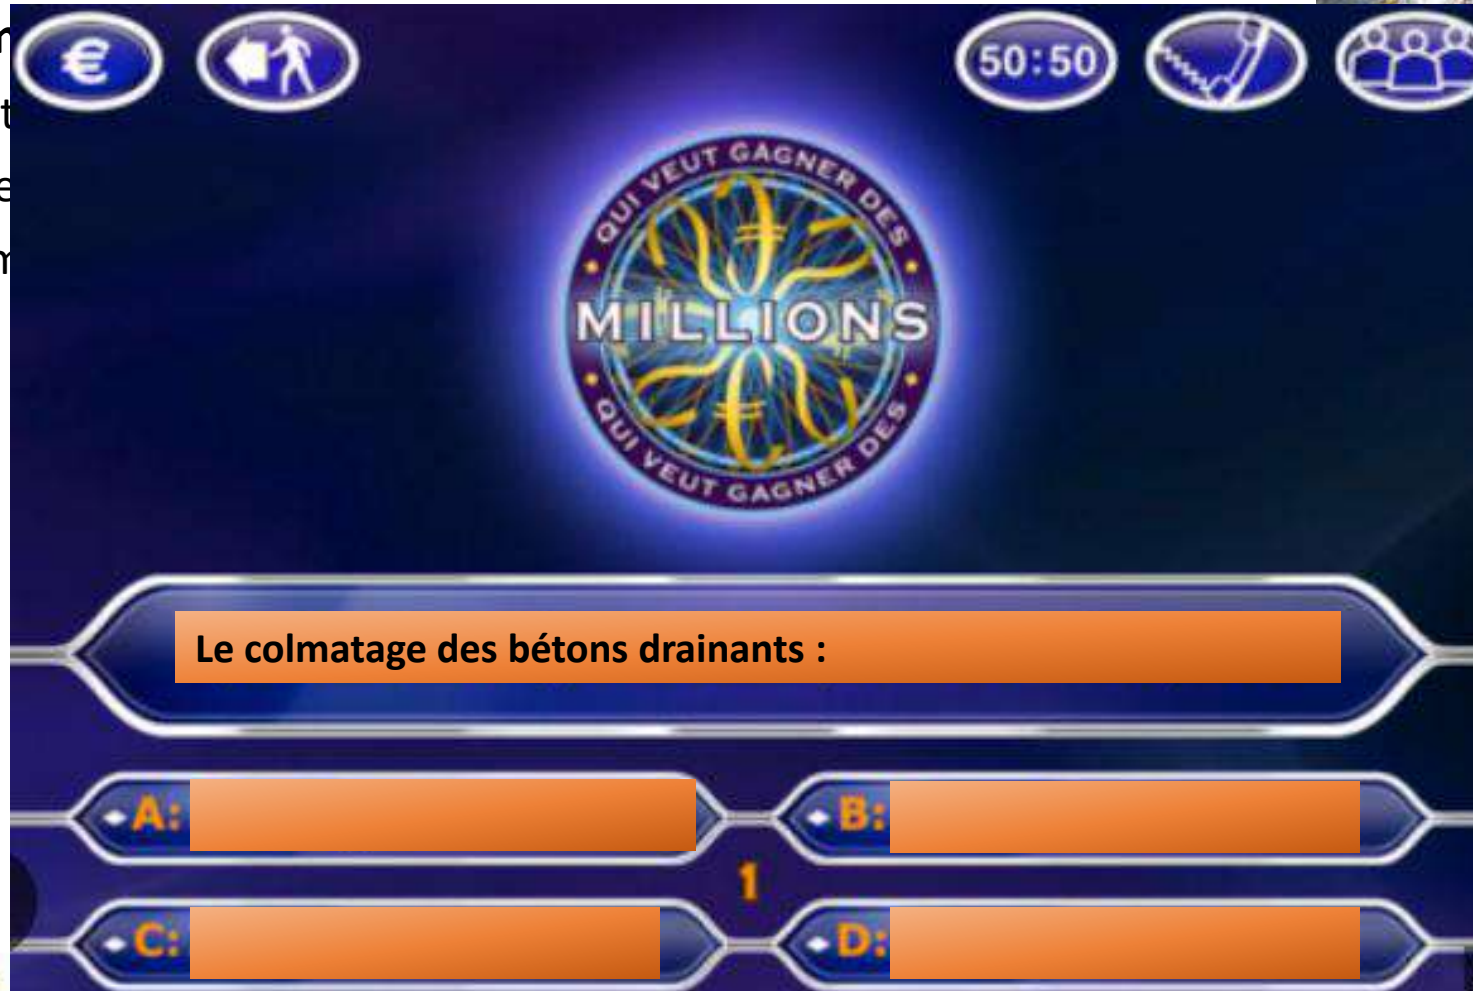 €
50:50
QUI VEUT GAGNER DES
MILLIONS
QUI VEUT GAGNER DES
Le colmatage des bétons drainants :
A:
B:
1
C:
D: